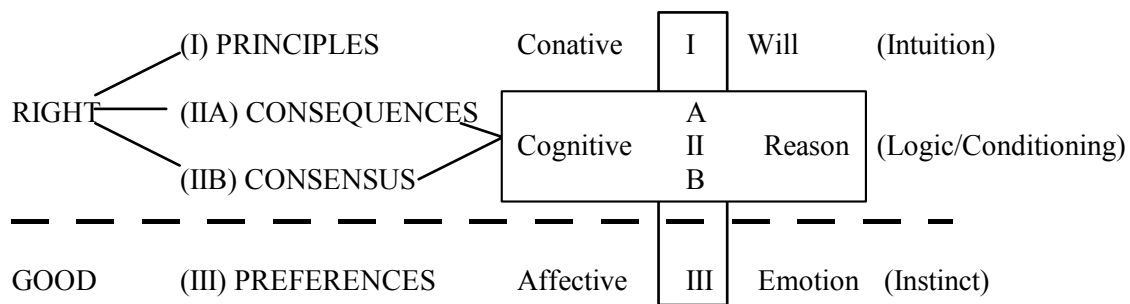 (I) PRINCIPLES Conative I Will (Intuition)
A
RIGHT (IIA) CONSEQUENCES Cognitive II Reason (Logic/Conditioning)
(IIB) CONSENSUS B
GOOD (III) PREFERENCES Affective III Emotion (Instinct)